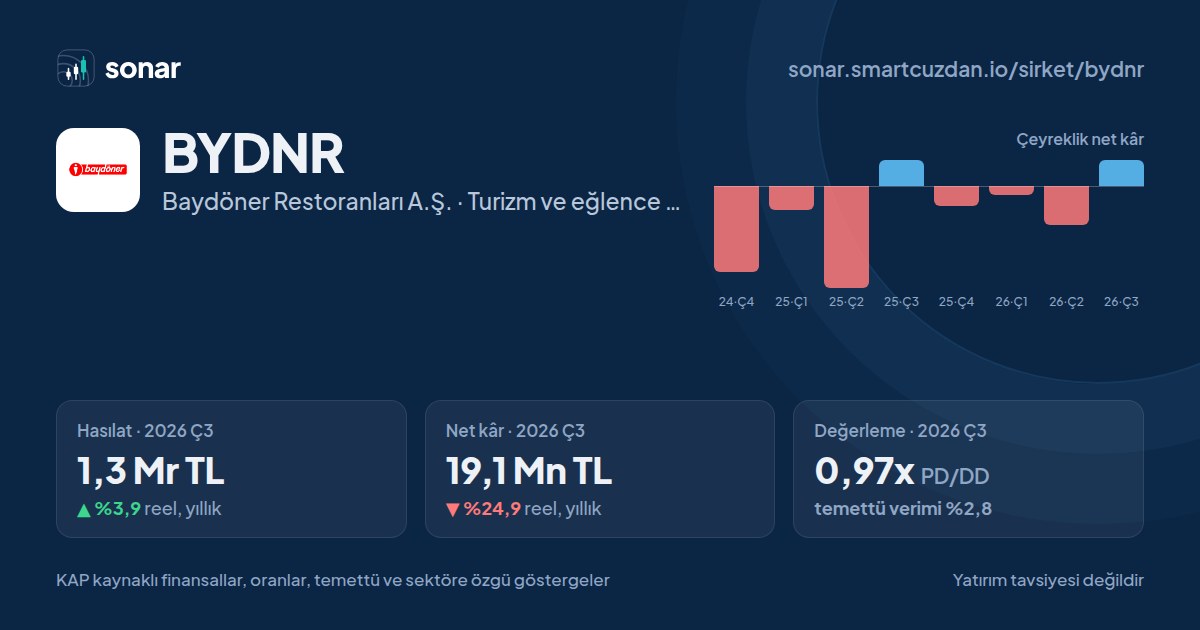 sonar
sonar.smartcuzdan.io/sirket/bydnr
baydöner
BYDNR
Baydöner Restoranları A.Ş. · Turizm ve eğlence ...
Çeyreklik net kâr
24·Ç4 25·Ç1 25·Ç2 25·Ç3 25·Ç4 26·Ç1 26·Ç2 26·Ç3
Hasılat · 2026 Ç3
1,3 Mr TL
▲ %3,9 reel, yıllık
Net kâr · 2026 Ç3
19,1 Mn TL
▼ %24,9 reel, yıllık
Değerleme · 2026 Ç3
0,97x PD/DD
temettü verimi %2,8
KAP kaynaklı finansallar, oranlar, temettü ve sektöre özgü göstergeler
Yatırım tavsiyesi değildir